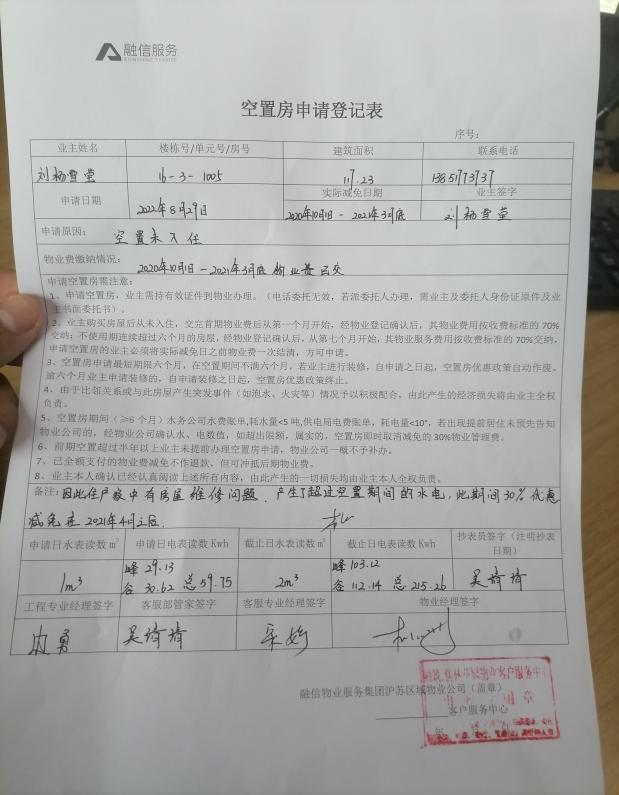 融信服务
RONSHINE SERVICE
空置房申请登记表
序号:
业主姓名 楼栋号/单元号/房号 建筑面积 联系电话
刘杨雪莹 16-3-1005 117.23
申请日期 2022年8月29日 实际减免日期 业主签字
2020年10月1日-2021年3月底 刘杨雪莹
申请原因: 空置未入住
物业费缴纳情况: 2020年10月1日-2021年3月底物业费已交
申请空置房需注意:
1、申请空置房,业主需持有效证件到物业办理。(电话委托无效,若派委托人办理,需业主及委托人身份证原件及业
主书面委托书)。
2、业主购买房屋后从未入住,交完首期物业费后从第一个月开始,经物业登记确认后,其物业费用按收费标准的 70%
交纳;不使用期连续超过六个月的房屋,经物业登记确认后,从第七个月开始,其物业服务费用按收费标准的 70%交纳,
申请空置房的业主必须将实际减免日之前物业费一次结清,方可申请。
3、空置房申请最短期限六个月,在空置期间不满六个月,若业主进行装修,自申请之日起,空置房优惠政策自动作废。
逾六个月业主申请装修的,自申请装修之日起,空置房优惠政策终止。
4、由于比邻关系或与此房屋产生突发事件(如泡水、火灾等)情况予以积极配合,由此产生的经济损失将由业主全权
负责。
5、空置房期间(≥6 个月)水务公司水费账单,耗水量<5 吨,供电局电费账单,耗电量<10°,若出现提前居住未预先告知
物业公司的,经物业公司确认水、电数值,如超出限额,属实的,空置房即时取消减免的 30%物业管理费。
6、前期空置超过半年以上业主未提前办理空置房申请,物业公司一概不予补办。
7、已全额支付的物业费减免不作退款,但可冲抵后期物业费。
8、业主本人确认已经认真阅读上述所有内容,由此产生的一切损失均由业主本人全权负责。
备注: 因此住户家中有房屋维修问题,产生了超过空置期间的水电,此期间30%优惠
减免在2021年4月之后.
申请日水表读数 m³ 申请日电表读数 Kwh 截止日水表读数 m³ 截止日电表读数 Kwh 抄表员签字(注明抄表
日期)
1m³ 峰 29.13 2m³ 峰 103.12 吴琦琦
谷 30.62 总 59.75 谷 112.14 总 215.26
工程专业经理签字 客服部管家签字 客服专业经理签字 物业经理签字
吴琦琦
融信物业服务集团沪苏区域物业公司(盖章)
客户服务中心